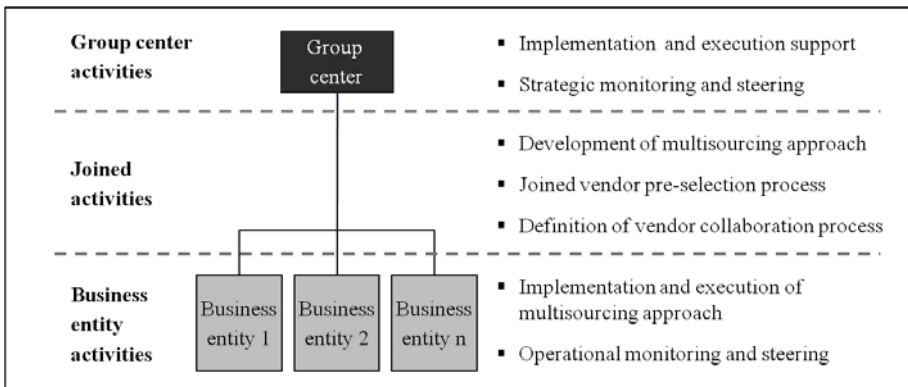 Group center
activities
Group
center
▪ Implementation and execution support
▪ Strategic monitoring and steering
Joined
activities
▪ Development of multisourcing approach
▪ Joined vendor pre-selection process
▪ Definition of vendor collaboration process
Business
entity
activities
Business
entity 1
Business
entity 2
Business
entity n
▪ Implementation and execution of
multisourcing approach
▪ Operational monitoring and steering